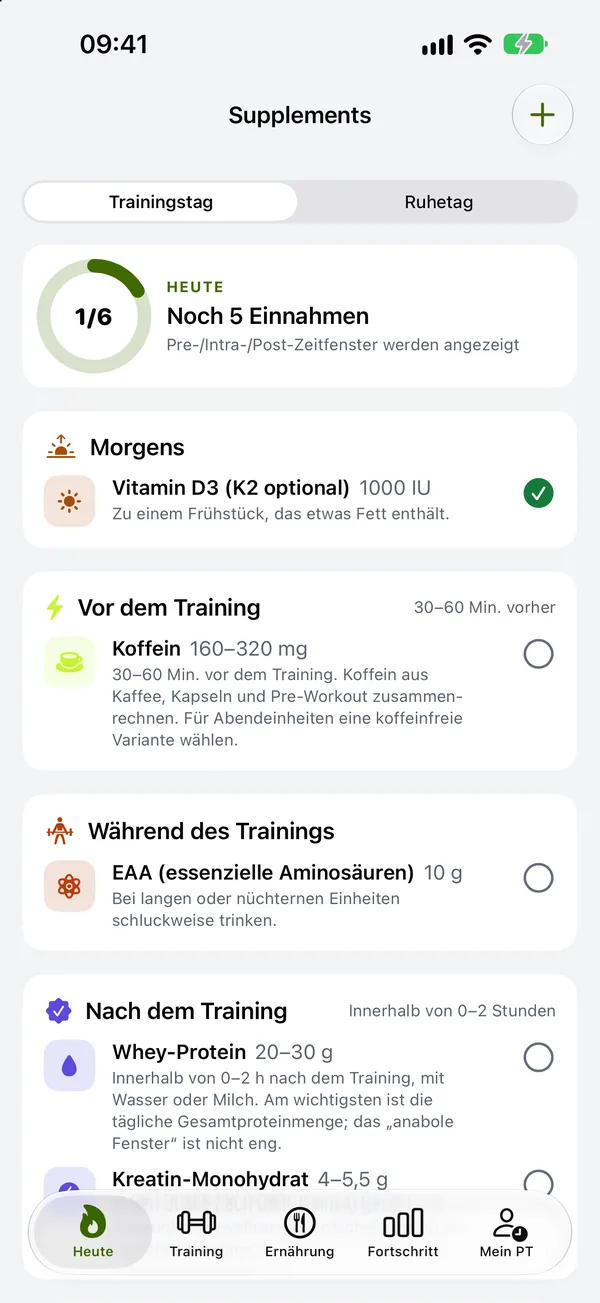 09:41
Supplements
Trainingstag
Ruhetag
1/6
HEUTE
Noch 5 Einnahmen
Pre-/Intra-/Post-Zeitfenster werden angezeigt
Morgens
Vitamin D3 (K2 optional) 1000 IU
Zu einem Frühstück, das etwas Fett enthält.
Vor dem Training
30–60 Min. vorher
Koffein 160–320 mg
30–60 Min. vor dem Training. Koffein aus
Kaffee, Kapseln und Pre-Workout zusammen-
rechnen. Für Abendeinheiten eine koffeinfreie
Variante wählen.
Während des Trainings
EAA (essenzielle Aminosäuren) 10 g
Bei langen oder nüchternen Einheiten
schluckweise trinken.
Nach dem Training
Innerhalb von 0–2 Stunden
Whey-Protein 20–30 g
Innerhalb von 0–2 h nach dem Training, mit
Wasser oder Milch. Am wichtigsten ist die
tägliche Gesamtproteinmenge; das „anabole
Fenster“ ist nicht eng.
Kreatin-Monohydrat 4–5,5 g
Heute
Training
Ernährung
Fortschritt
Mein PT